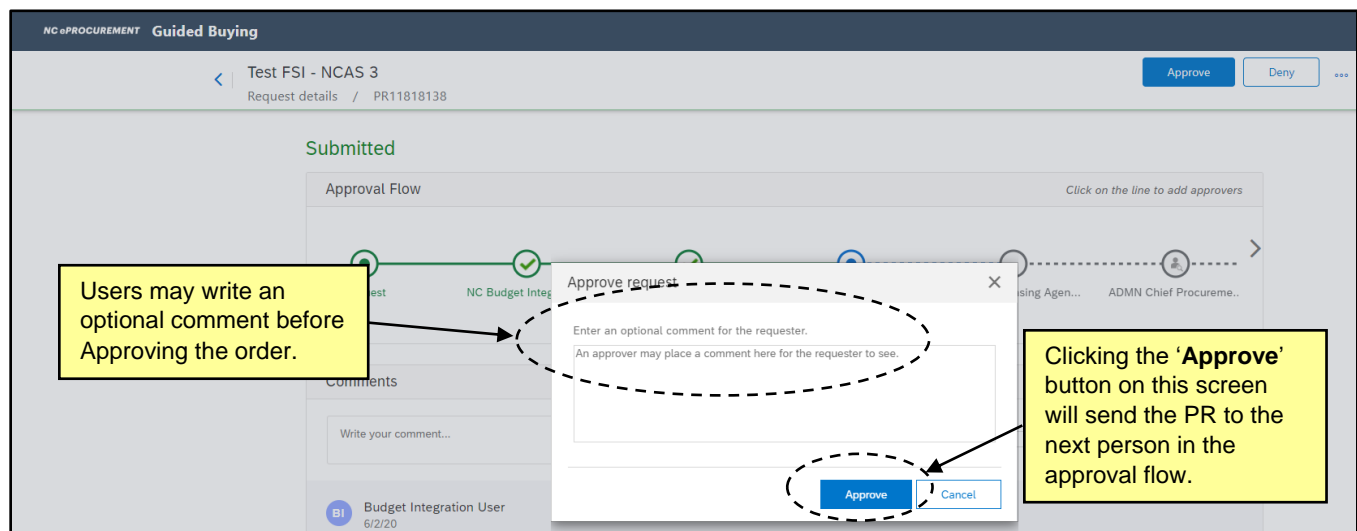 NC ePROCUREMENT Guided Buying
Test FSI - NCAS 3
Request details / PR11818138
Approve
Deny
Submitted
Approval Flow
Click on the line to add approvers
NC Budget Integ
ADMN Chief Procureme..
Users may write an
optional comment before
Approving the order.
Approve request
Enter an optional comment for the requester.
An approver may place a comment here for the requester to see.
Clicking the ‘Approve’
button on this screen
will send the PR to the
next person in the
approval flow.
Comments
Write your comment...
Approve
Cancel
BI
Budget Integration User
6/2/20